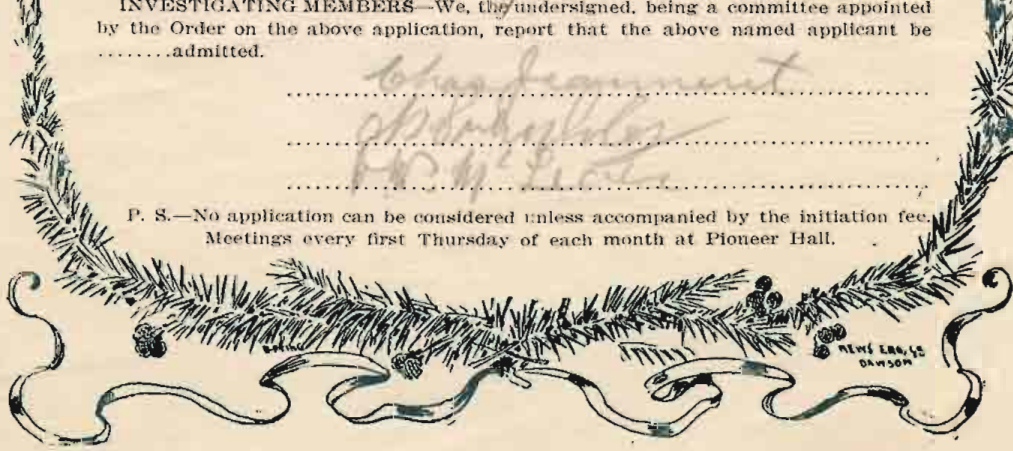 INVESTIGATING MEMBERS—We, the undersigned, being a committee appointed
by the Order on the above application, report that the above named applicant be
........admitted.
Chas Jeanneret
P. S.—No application can be considered unless accompanied by the initiation fee.
Meetings every first Thursday of each month at Pioneer Hall.
NEWS ENG, CO
DAWSON